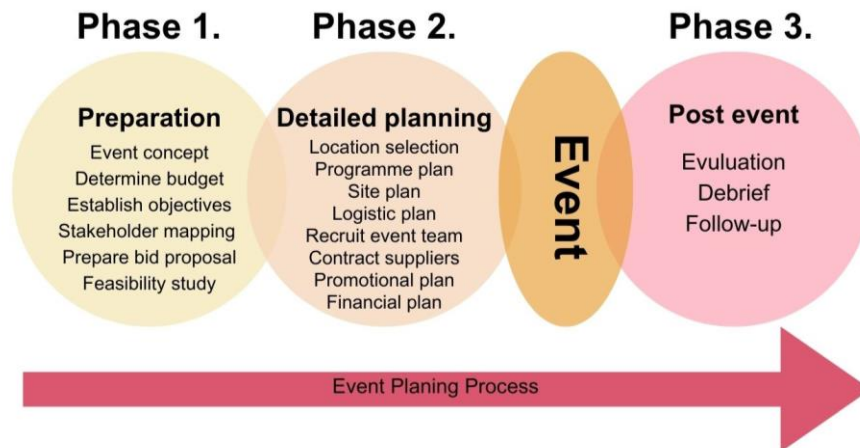 Phase 1.
Phase 2.
Phase 3.
Preparation
Event concept
Determine budget
Establish objectives
Stakeholder mapping
Prepare bid proposal
Feasibility study
Detailed planning
Location selection
Programme plan
Site plan
Logistic plan
Recruit event team
Contract suppliers
Promotional plan
Financial plan
Event
Post event
Evuluation
Debrief
Follow-up
Event Planing Process